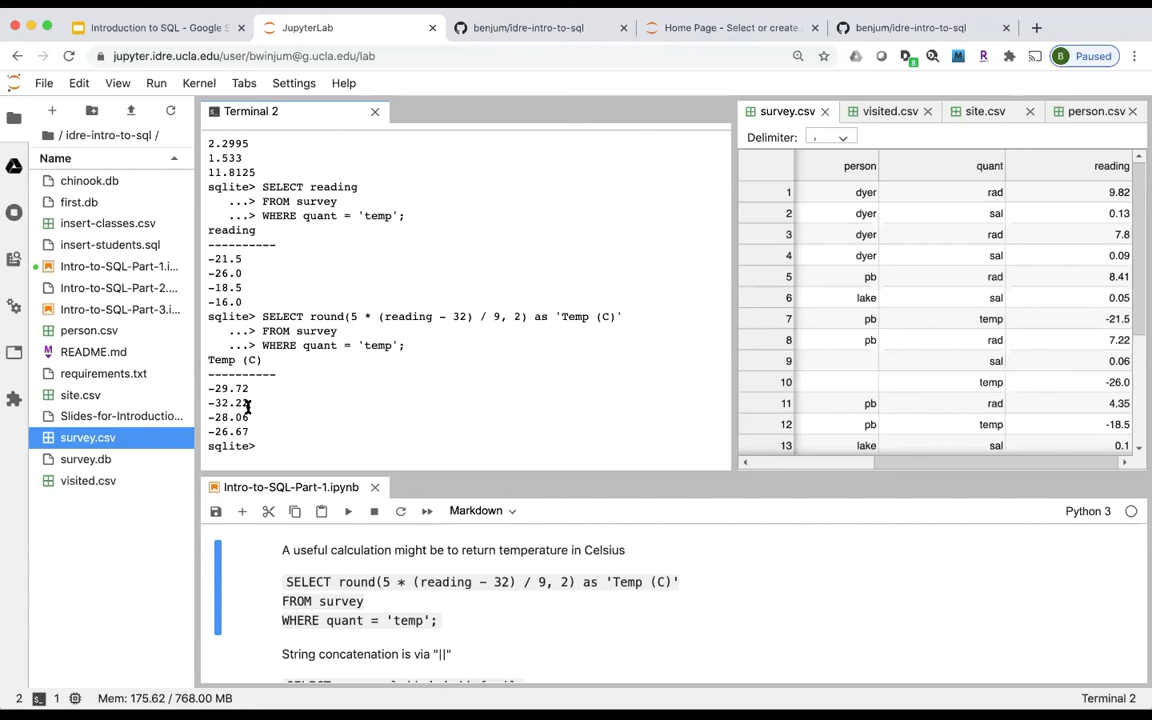 Introduction to SQL - Google S
JupyterLab
benjum/idre-intro-to-sql
Home Page - Select or create
benjum/idre-intro-to-sql
jupyter.idre.ucla.edu/user/bwinjum@g.ucla.edu/lab
8
M
R
B
Paused
File Edit View Run Kernel Tabs Settings Help
/ idre-intro-to-sql /
Name
chinook.db
first.db
insert-classes.csv
insert-students.sql
Intro-to-SQL-Part-1.i...
Intro-to-SQL-Part-2....
Intro-to-SQL-Part-3.i...
person.csv
README.md
requirements.txt
site.csv
Slides-for-Introductio...
survey.csv
survey.db
visited.csv
Terminal 2
2.2995
1.533
11.8125
sqlite> SELECT reading
...> FROM survey
...> WHERE quant = 'temp';
reading
----------
-21.5
-26.0
-18.5
-16.0
sqlite> SELECT round(5 * (reading - 32) / 9, 2) as 'Temp (C)'
...> FROM survey
...> WHERE quant = 'temp';
Temp (C)
----------
-29.72
-32.22
-28.06
-26.67
sqlite>
survey.csv
visited.csv
site.csv
person.csv
Delimiter: ,
person quant reading
1 dyer rad 9.82
2 dyer sal 0.13
3 dyer rad 7.8
4 dyer sal 0.09
5 pb rad 8.41
6 lake sal 0.05
7 pb temp -21.5
8 pb rad 7.22
9 sal 0.06
10 temp -26.0
11 pb rad 4.35
12 pb temp -18.5
13 lake sal 0.1
Intro-to-SQL-Part-1.ipynb
Markdown
Python 3
A useful calculation might be to return temperature in Celsius
SELECT round(5 * (reading - 32) / 9, 2) as 'Temp (C)'
FROM survey
WHERE quant = 'temp';
String concatenation is via "||"
2
1
Mem: 175.62 / 768.00 MB
Terminal 2